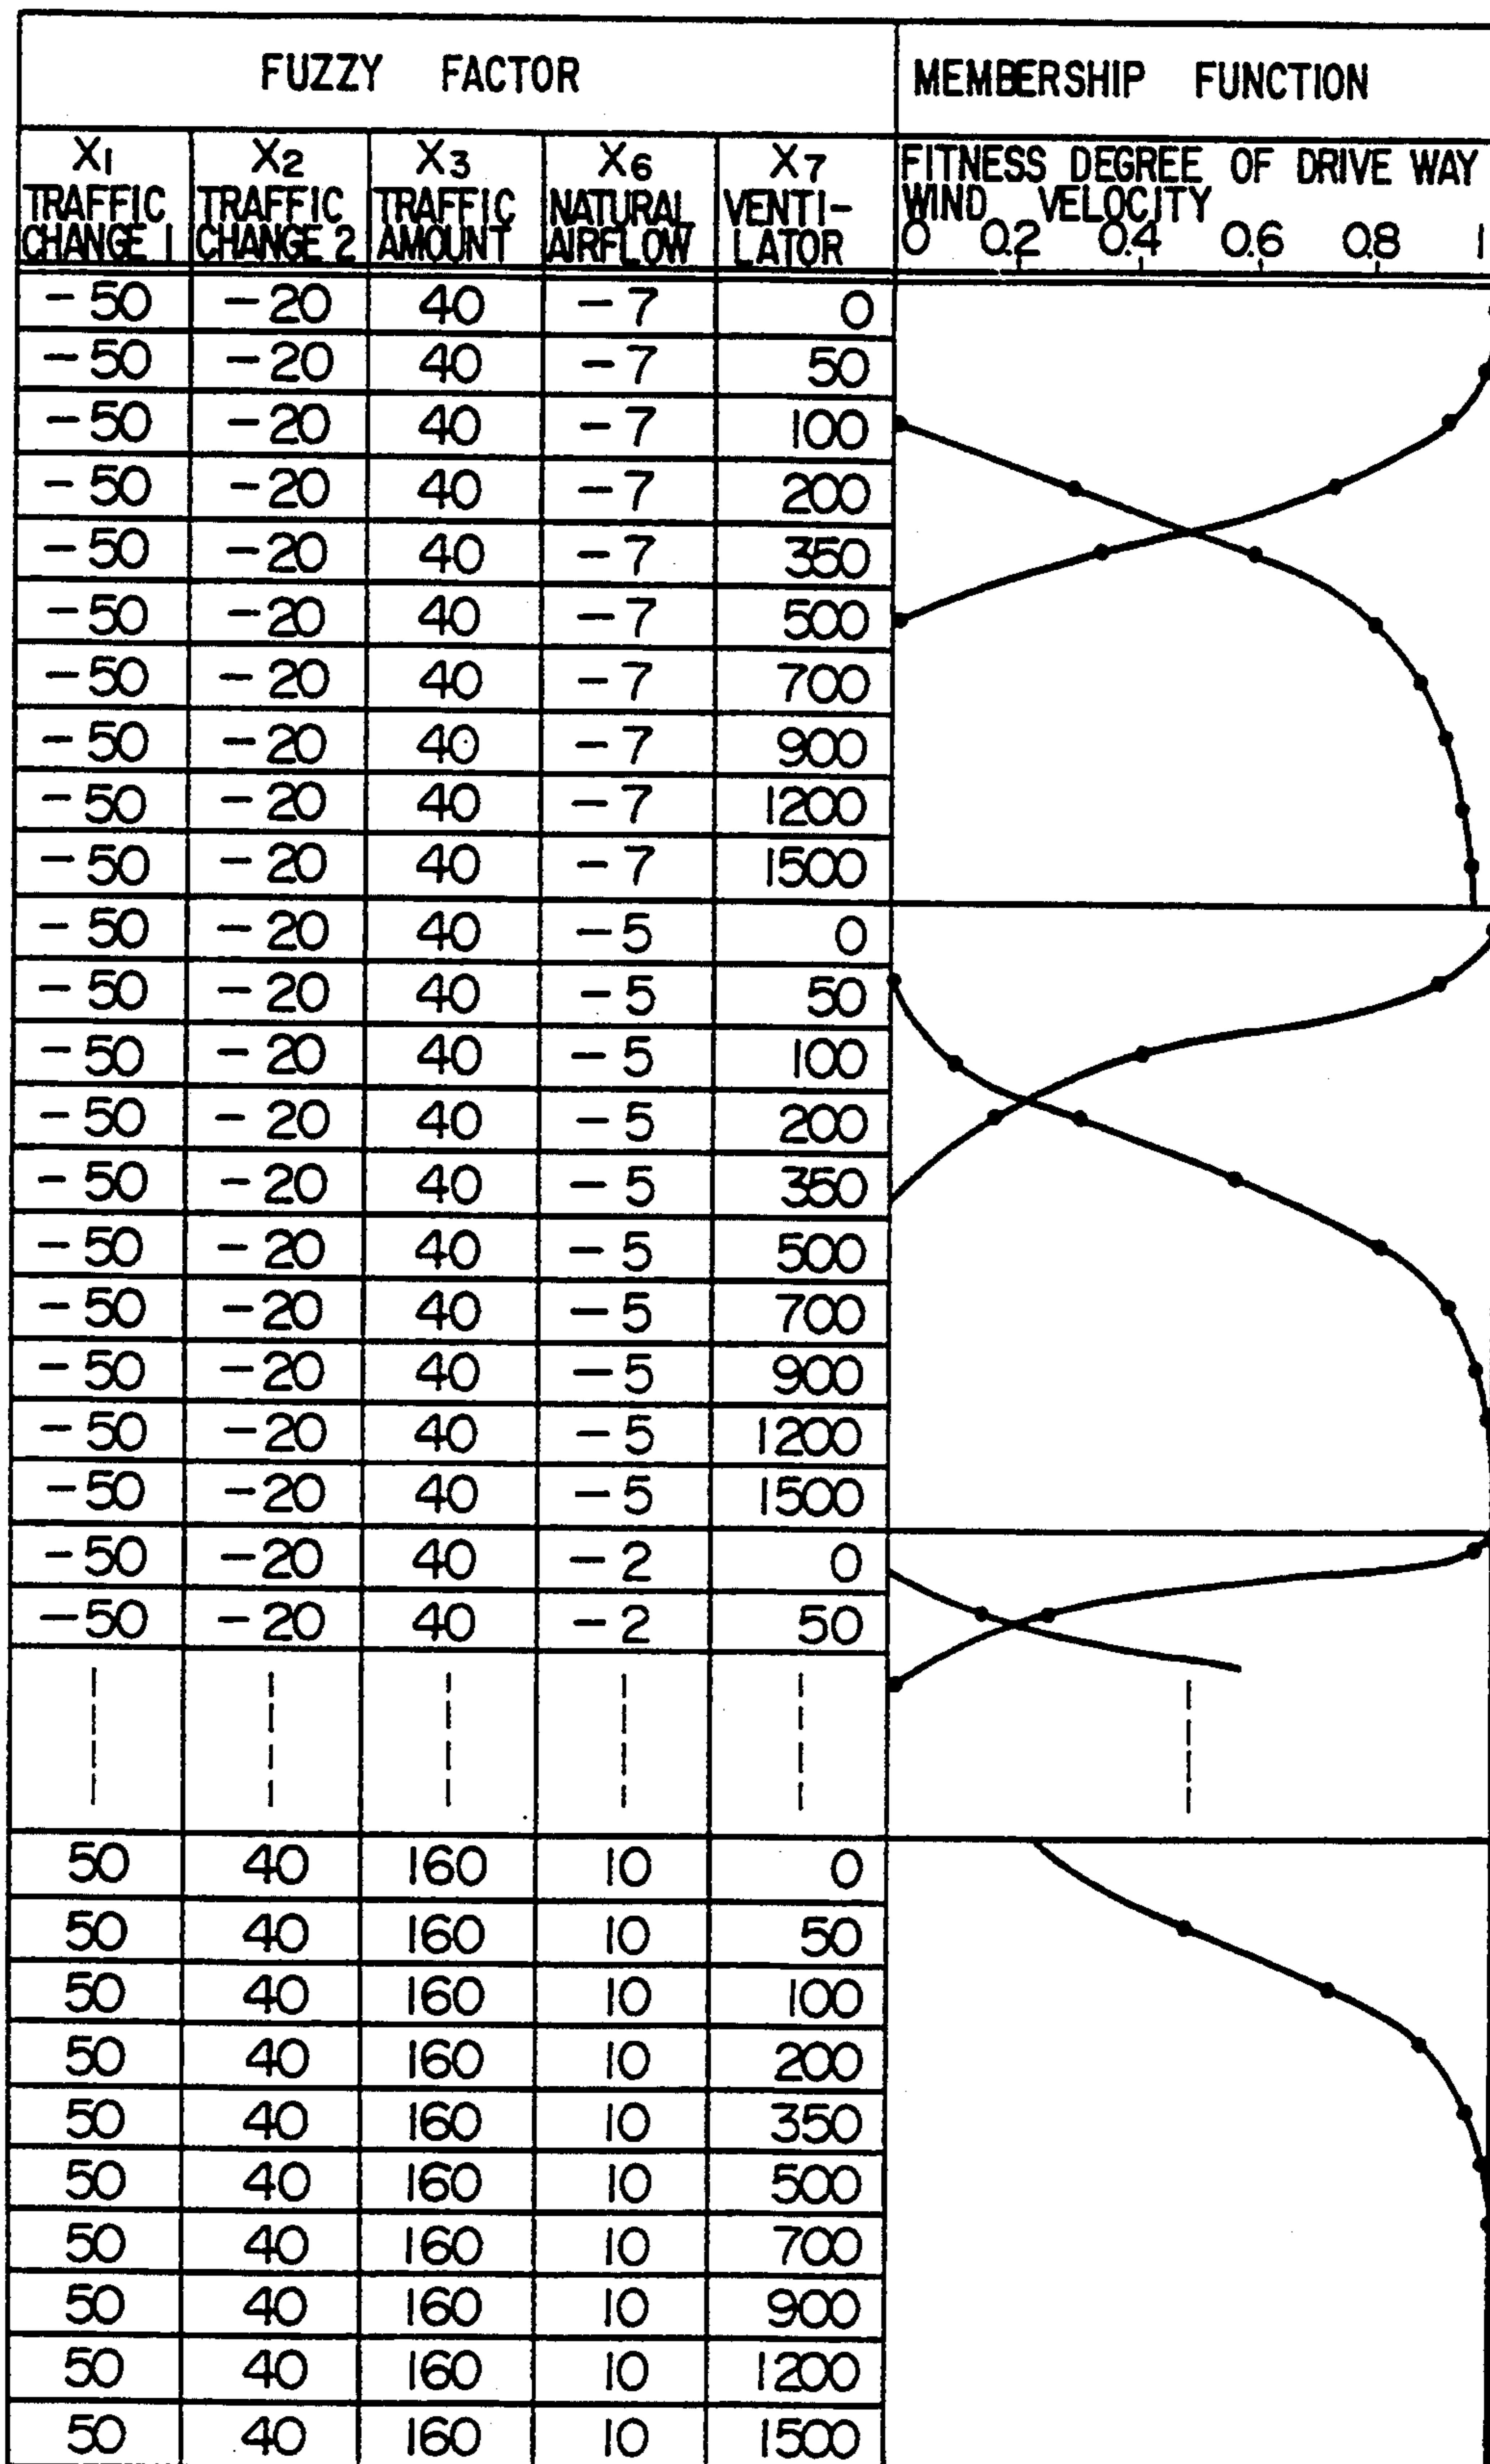 FUZZY FACTOR MEMBERSHIP FUNCTION
X1 X2 X3 X6 X7 FITNESS DEGREE OF DRIVE WAY
TRAFFIC TRAFFIC TRAFFIC NATURAL VENTI- WIND VELOCITY
CHANGE 1 CHANGE 2 AMOUNT AIRFLOW LATOR 0 0.2 0.4 0.6 0.8 1
-50 -20 40 -7 0
-50 -20 40 -7 50
-50 -20 40 -7 100
-50 -20 40 -7 200
-50 -20 40 -7 350
-50 -20 40 -7 500
-50 -20 40 -7 700
-50 -20 40 -7 900
-50 -20 40 -7 1200
-50 -20 40 -7 1500
-50 -20 40 -5 0
-50 -20 40 -5 50
-50 -20 40 -5 100
-50 -20 40 -5 200
-50 -20 40 -5 350
-50 -20 40 -5 500
-50 -20 40 -5 700
-50 -20 40 -5 900
-50 -20 40 -5 1200
-50 -20 40 -5 1500
-50 -20 40 -2 0
-50 -20 40 -2 50
50 40 160 10 0
50 40 160 10 50
50 40 160 10 100
50 40 160 10 200
50 40 160 10 350
50 40 160 10 500
50 40 160 10 700
50 40 160 10 900
50 40 160 10 1200
50 40 160 10 1500